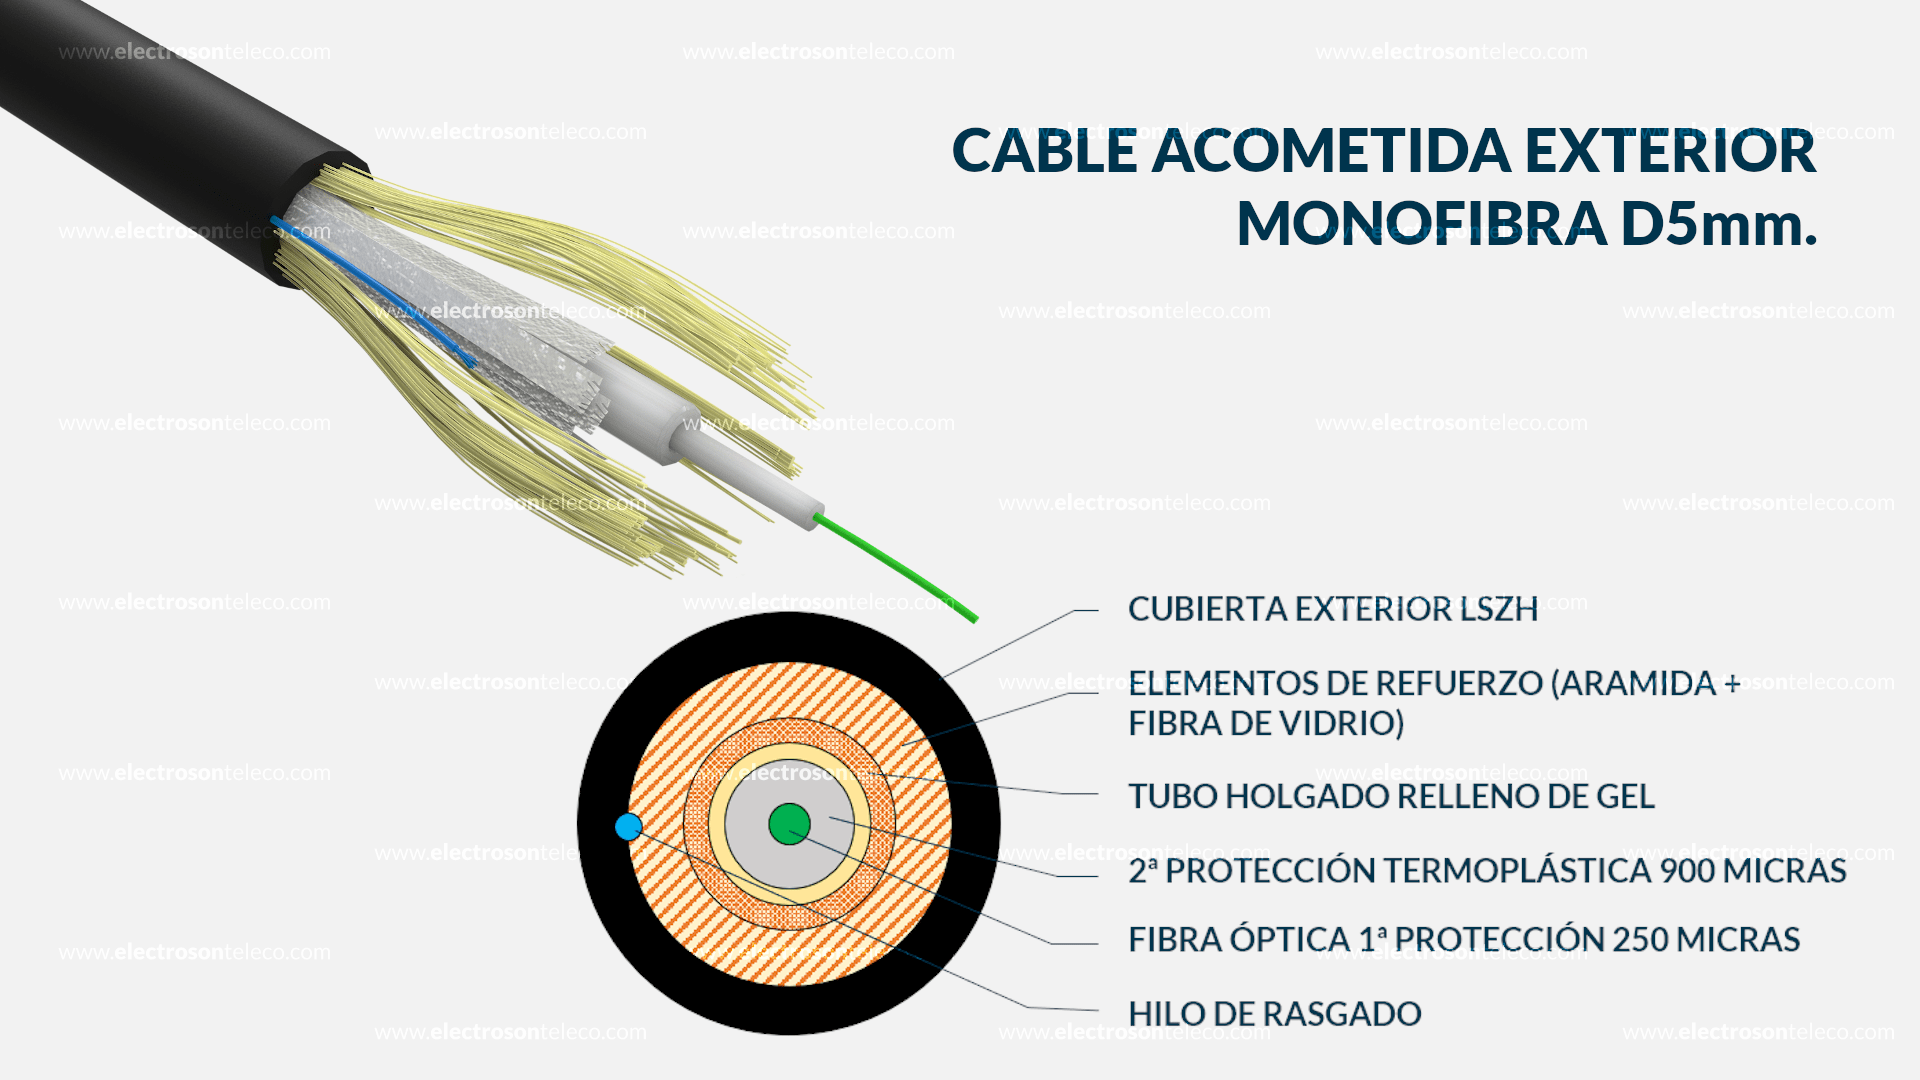 CABLE ACOMETIDA EXTERIOR
MONOFIBRA D5mm.
CUBIERTA EXTERIOR LSZH
ELEMENTOS DE REFUERZO (ARAMIDA +
FIBRA DE VIDRIO)
TUBO HOLGADO RELLENO DE GEL
2ª PROTECCIÓN TERMOPLÁSTICA 900 MICRAS
FIBRA ÓPTICA 1ª PROTECCIÓN 250 MICRAS
HILO DE RASGADO
www.electrosonteleco.com